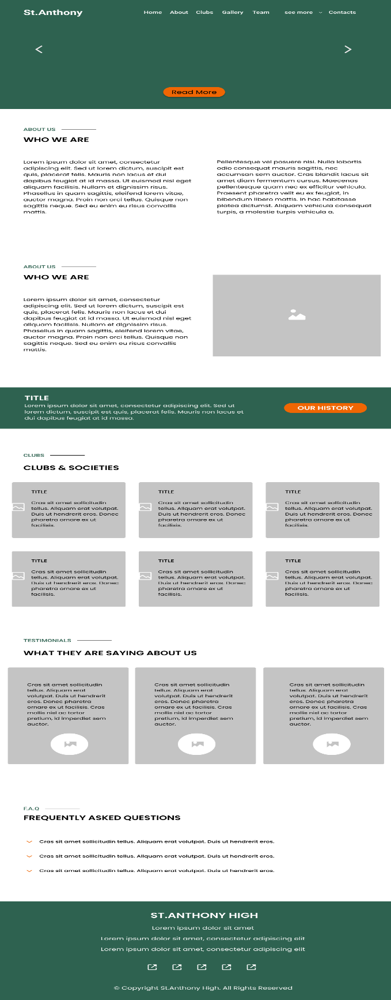 St.Anthony
Home About Clubs Gallery Team see more Contacts
Read More
ABOUT US
WHO WE ARE
Lorem ipsum dolor sit amet, consectetur
adipiscing elit. Sed ut lorem dictum, suscipit est
quis, placerat felis. Mauris non lacus et dui
dapibus feugiat at id massa. Ut euismod nisl eget
aliquam facilisis. Nullam et dignissim risus.
Phasellus in quam sagittis, eleifend lorem vitae,
auctor magna. Proin non orci tellus. Quisque non
sagittis neque. Sed eu enim eu risus convallis
mattis.
Pellentesque vel posuere nisi. Nulla lobortis
odio consequat mauris sagittis, nec
accumsan sem auctor. Cras blandit lacus sit
amet diam fermentum cursus. Maecenas
pellentesque quam nec ex efficitur vehicula.
Praesent pharetra velit eu ex feugiat, in
bibendum libero mattis. In hac habitasse
platea dictumst. Aliquam vehicula consequat
turpis, a molestie turpis vehicula a.
ABOUT US
WHO WE ARE
Lorem ipsum dolor sit amet, consectetur
adipiscing elit. Sed ut lorem dictum, suscipit est
quis, placerat felis. Mauris non lacus et dui
dapibus feugiat at id massa. Ut euismod nisl eget
aliquam facilisis. Nullam et dignissim risus.
Phasellus in quam sagittis, eleifend lorem vitae,
auctor magna. Proin non orci tellus. Quisque non
sagittis neque. Sed eu enim eu risus convallis
mattis.
TITLE
Lorem ipsum dolor sit amet, consectetur adipiscing elit. Sed ut
lorem dictum, suscipit est quis, placerat felis. Mauris non lacus et
dui dapibus feugiat at id massa.
OUR HISTORY
CLUBS
CLUBS & SOCIETIES
TITLE
Cras sit amet sollicitudin
tellus. Aliquam erat volutpat.
Duis ut hendrerit eros. Donec
pharetra ornare ex ut
facilisis.
TITLE
Cras sit amet sollicitudin
tellus. Aliquam erat volutpat.
Duis ut hendrerit eros. Donec
pharetra ornare ex ut
facilisis.
TITLE
Cras sit amet sollicitudin
tellus. Aliquam erat volutpat.
Duis ut hendrerit eros. Donec
pharetra ornare ex ut
facilisis.
TITLE
Cras sit amet sollicitudin
tellus. Aliquam erat volutpat.
Duis ut hendrerit eros. Donec
pharetra ornare ex ut
facilisis.
TITLE
Cras sit amet sollicitudin
tellus. Aliquam erat volutpat.
Duis ut hendrerit eros. Donec
pharetra ornare ex ut
facilisis.
TITLE
Cras sit amet sollicitudin
tellus. Aliquam erat volutpat.
Duis ut hendrerit eros. Donec
pharetra ornare ex ut
facilisis.
TESTIMONIALS
WHAT THEY ARE SAYING ABOUT US
Cras sit amet sollicitudin
tellus. Aliquam erat
volutpat. Duis ut hendrerit
eros. Donec pharetra
ornare ex ut facilisis. Cras
mollis nisl ac tortor
pretium, id imperdiet sem
auctor.
Cras sit amet sollicitudin
tellus. Aliquam erat
volutpat. Duis ut hendrerit
eros. Donec pharetra
ornare ex ut facilisis. Cras
mollis nisl ac tortor
pretium, id imperdiet sem
auctor.
Cras sit amet sollicitudin
tellus. Aliquam erat
volutpat. Duis ut hendrerit
eros. Donec pharetra
ornare ex ut facilisis. Cras
mollis nisl ac tortor
pretium, id imperdiet sem
auctor.
F.A.Q
FREQUENTLY ASKED QUESTIONS
Cras sit amet sollicitudin tellus. Aliquam erat volutpat. Duis ut hendrerit eros.
Cras sit amet sollicitudin tellus. Aliquam erat volutpat. Duis ut hendrerit eros.
Cras sit amet sollicitudin tellus. Aliquam erat volutpat. Duis ut hendrerit eros.
ST.ANTHONY HIGH
Lorem ipsum dolor sit amet
Lorem ipsum dolor sit amet, consectetur adipiscing elit
Lorem ipsum dolor sit amet, consectetur adipiscing elit
© Copyright St.Anthony High. All Rights Reserved